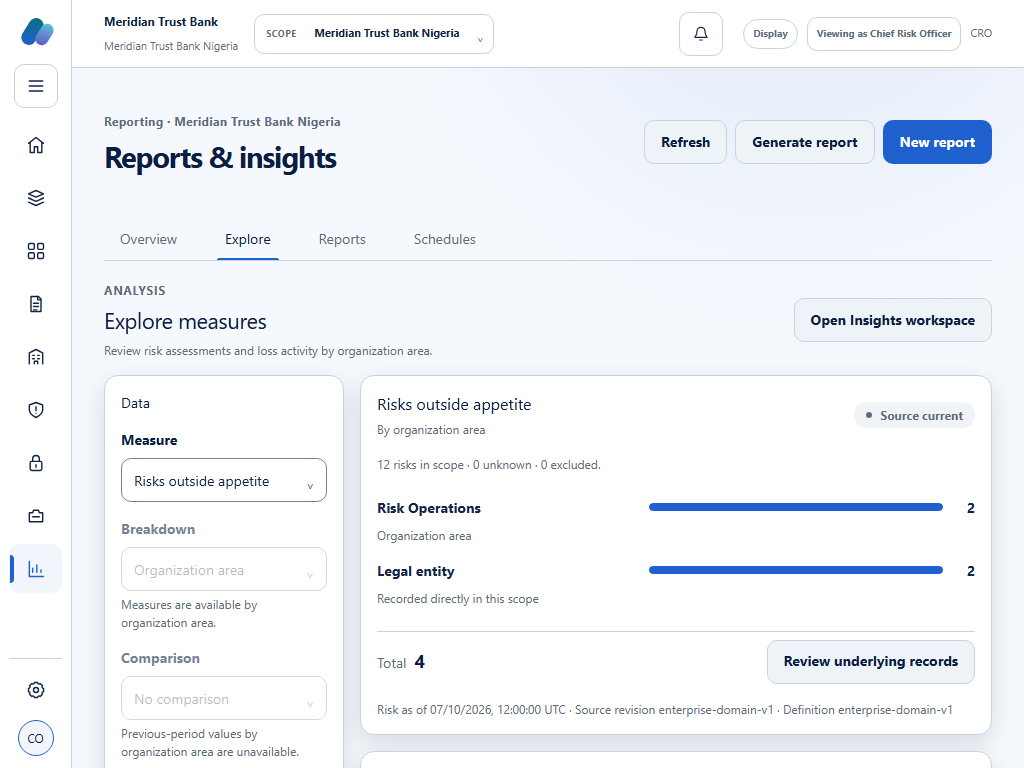 Meridian Trust Bank
Meridian Trust Bank Nigeria
SCOPE Meridian Trust Bank Nigeria
Display
Viewing as Chief Risk Officer
CRO
Reporting · Meridian Trust Bank Nigeria
Reports & insights
Refresh
Generate report
New report
Overview
Explore
Reports
Schedules
ANALYSIS
Explore measures
Review risk assessments and loss activity by organization area.
Open Insights workspace
Data
Measure
Risks outside appetite
Breakdown
Organization area
Measures are available by
organization area.
Comparison
No comparison
Previous-period values by
organization area are unavailable.
Risks outside appetite
By organization area
Source current
12 risks in scope · 0 unknown · 0 excluded.
Risk Operations 2
Organization area
Legal entity 2
Recorded directly in this scope
Total 4
Review underlying records
Risk as of 07/10/2026, 12:00:00 UTC · Source revision enterprise-domain-v1 · Definition enterprise-domain-v1
CO